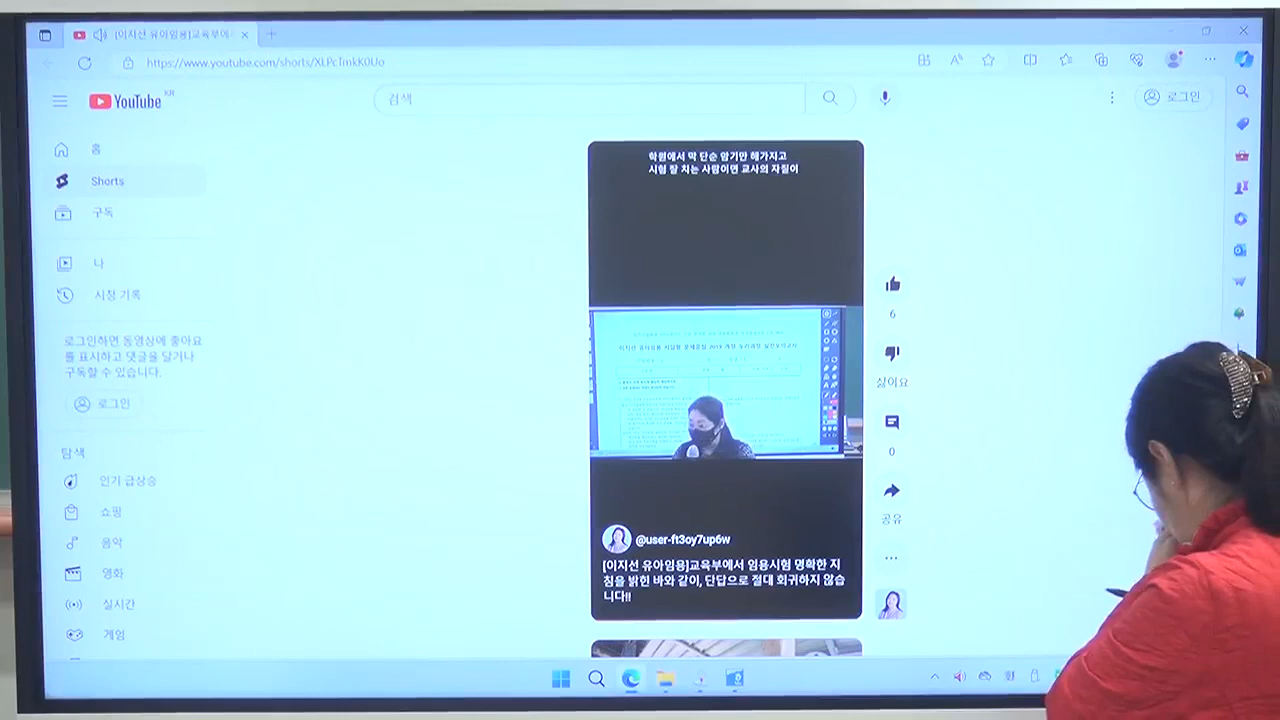 [이지선 유아임용]교육부에서
https://www.youtube.com/shorts/XLPcTmkK0Uo
YouTube KR
검색
로그인
홈
Shorts
구독
나
시청 기록
로그인하면 동영상에 좋아요
를 표시하고 댓글을 달거나
구독할 수 있습니다.
로그인
탐색
인기 급상승
쇼핑
음악
영화
실시간
게임
학원에서 막 단순 암기만 해가지고
시험 잘 치는 사람이면 교사의 자질이
@user-ft3oy7up6w
[이지선 유아임용]교육부에서 임용시험 명확한 지
침을 밝힌 바와 같이, 단답으로 절대 회귀하지 않습
니다!!
6
싫어요
0
공유